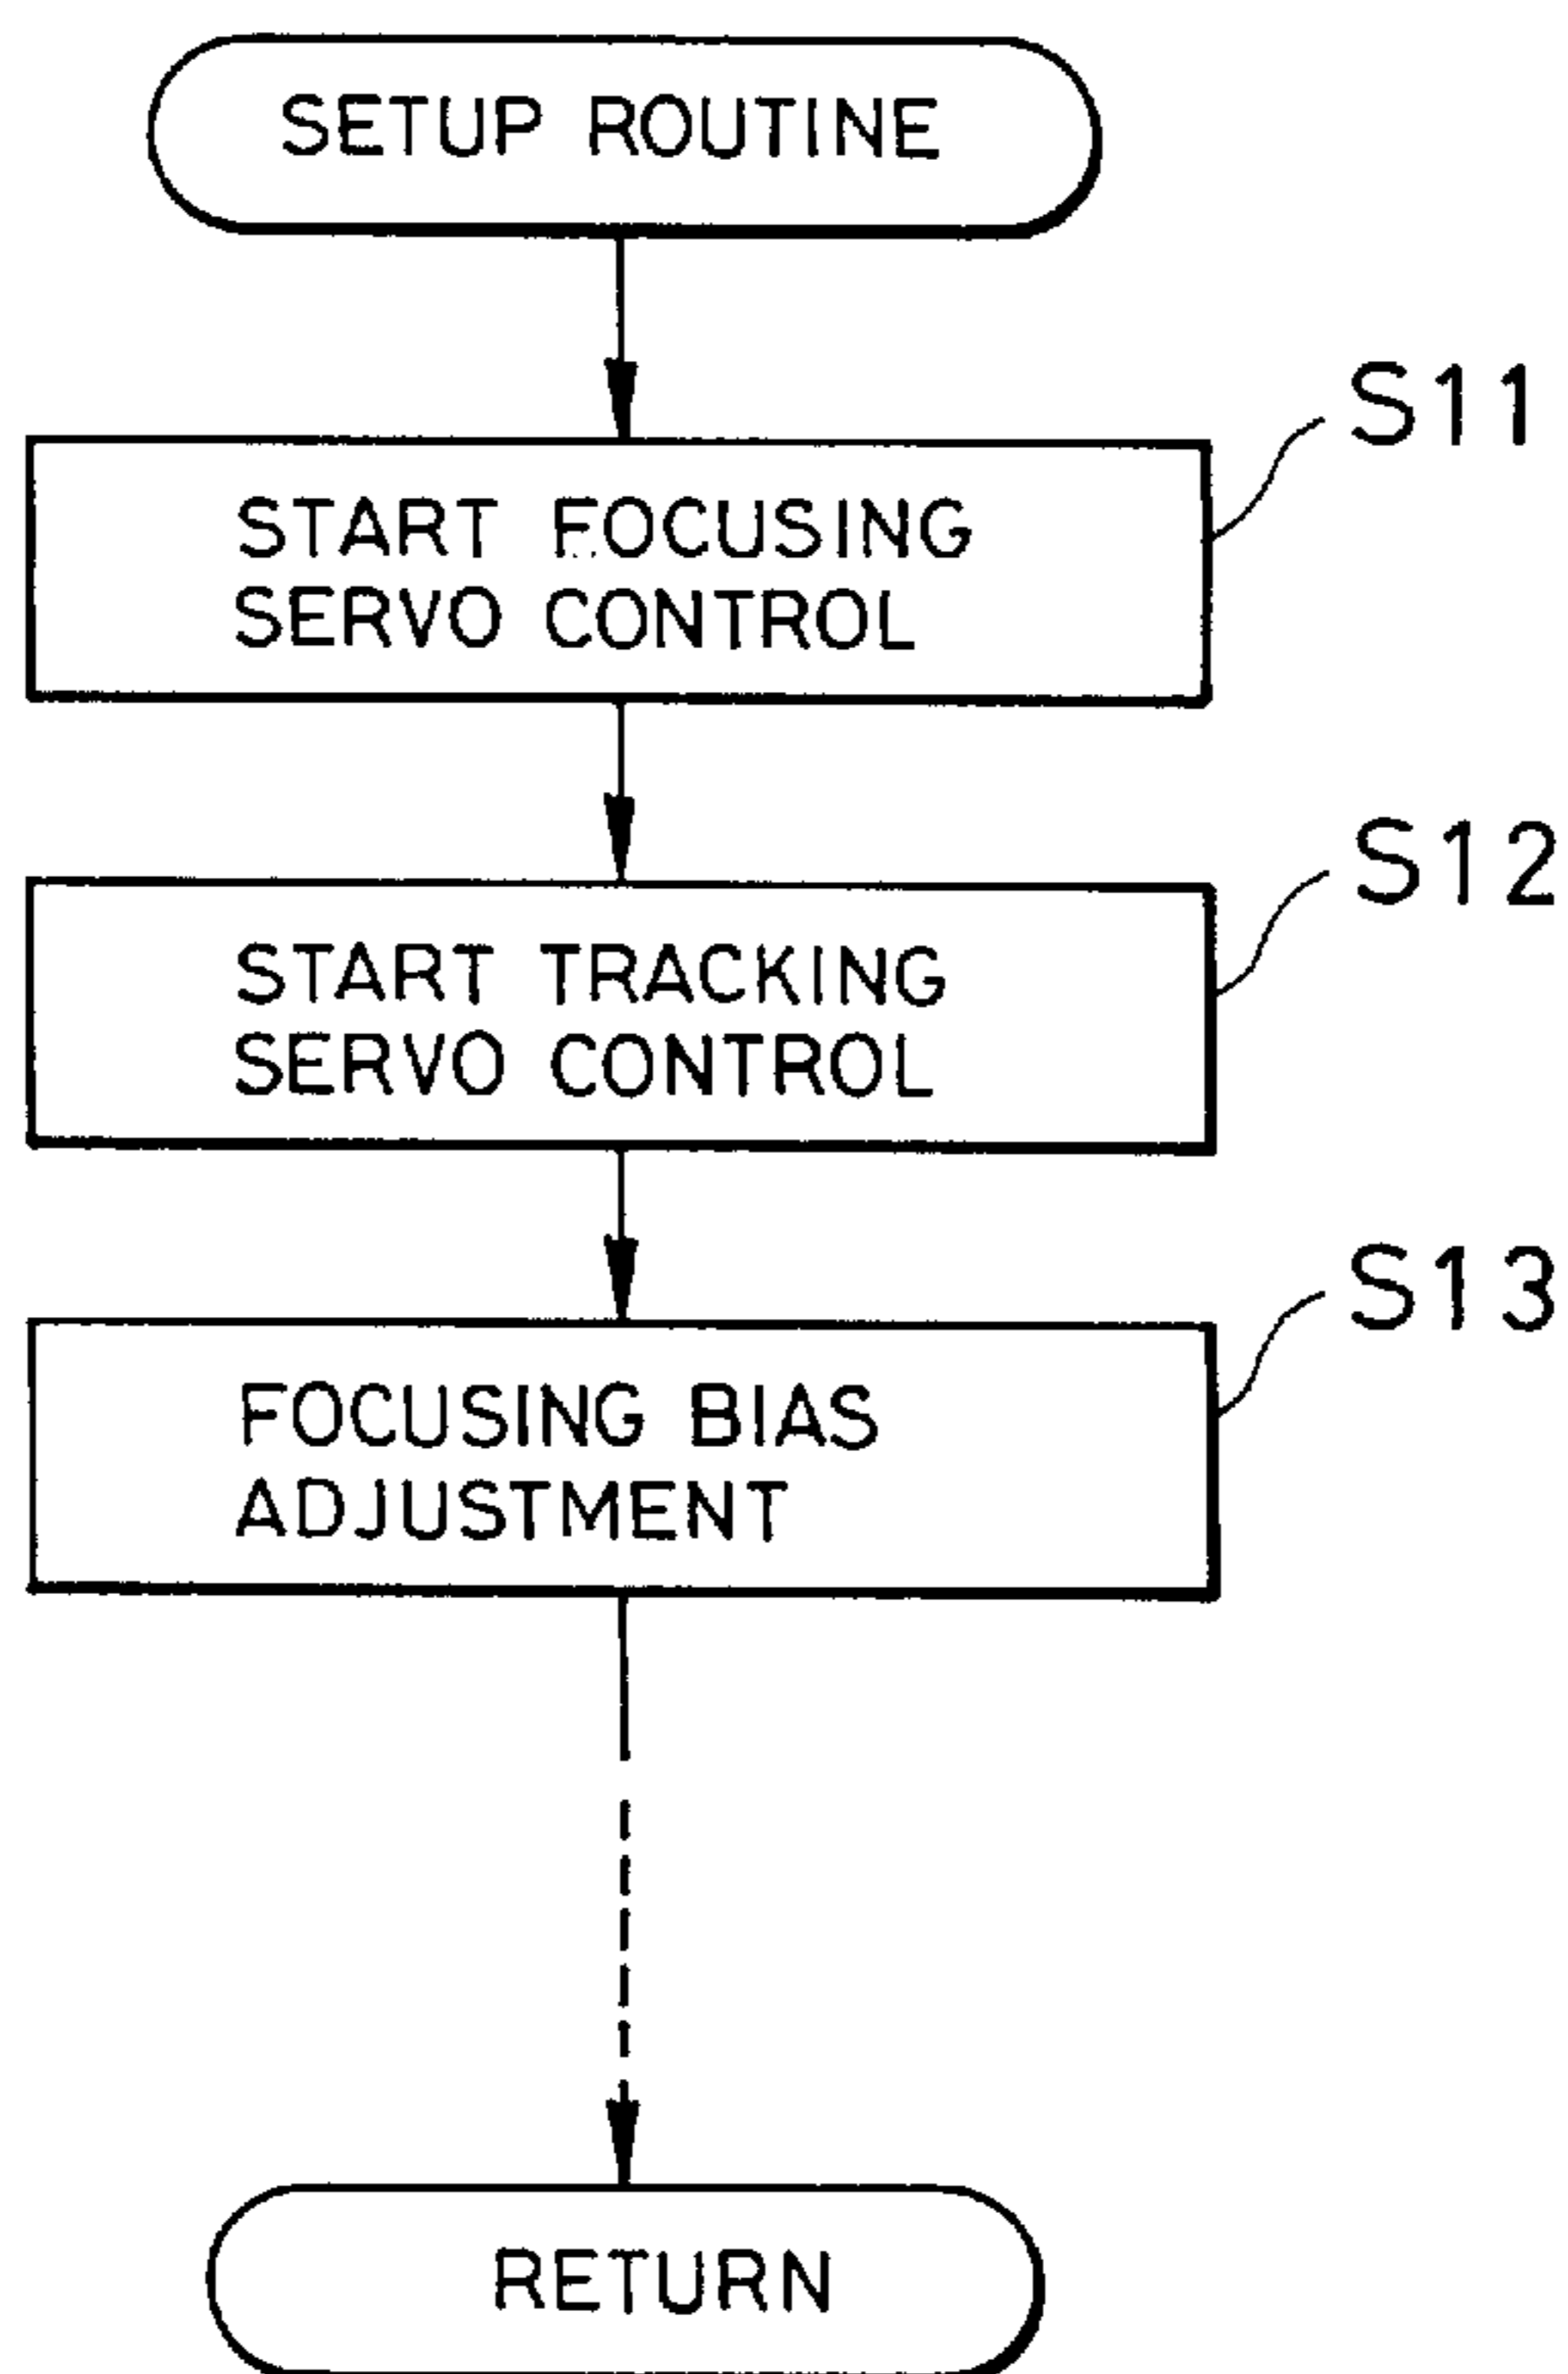 SETUP ROUTINE
S11
START FOCUSING
SERVO CONTROL
S12
START TRACKING
SERVO CONTROL
S13
FOCUSING BIAS
ADJUSTMENT
RETURN